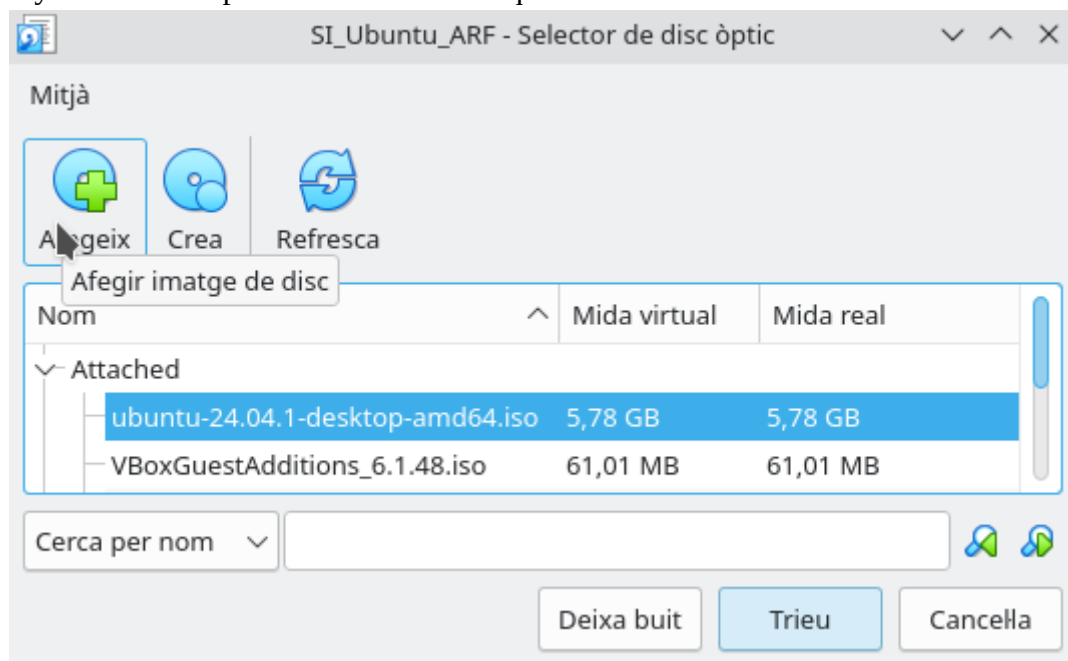 SI_Ubuntu_ARF - Selector de disc òptic
Mitjà
Crea Refresca
Afegir imatge de disc
Nom Mida virtual Mida real
Attached
ubuntu-24.04.1-desktop-amd64.iso 5,78 GB 5,78 GB
VBoxGuestAdditions_6.1.48.iso 61,01 MB 61,01 MB
Cerca per nom
Deixa buit Trieu Cancel·la